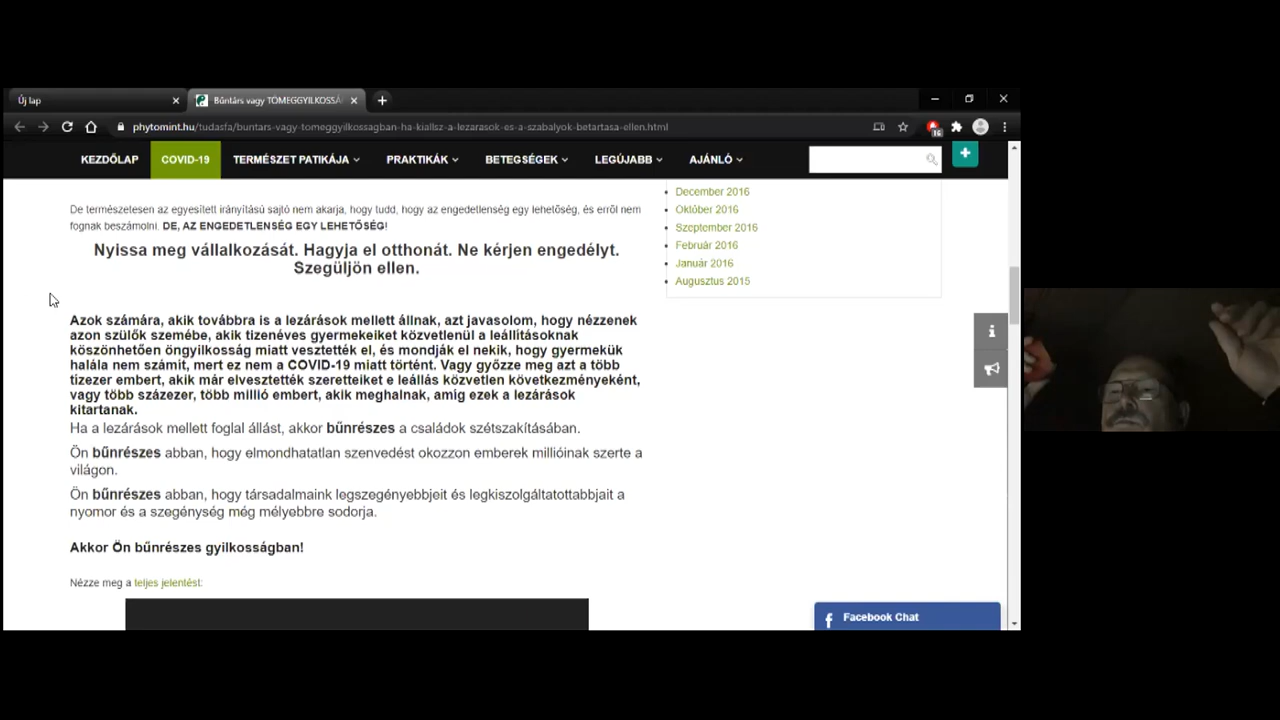 Új lap
Bűntárs vagy TÖMEGGYILKOSSÁG
phytomint.hu/tudasfa/buntars-vagy-tomeggyilkossagban-ha-kiallsz-a-lezarasok-es-a-szabalyok-betartasa-ellen.html
16
KEZDŐLAP COVID-19 TERMÉSZET PATIKÁJA PRAKTIKÁK BETEGSÉGEK LEGÚJABB AJÁNLÓ
De természetesen az egyesített irányítású sajtó nem akarja, hogy tudd, hogy az engedetlenség egy lehetőség, és erről nem
fognak beszámolni. DE, AZ ENGEDETLENSÉG EGY LEHETŐSÉG!
Nyissa meg vállalkozását. Hagyja el otthonát. Ne kérjen engedélyt.
Szegüljön ellen.
Azok számára, akik továbbra is a lezárások mellett állnak, azt javasolom, hogy nézzenek
azon szülők szemébe, akik tizenéves gyermekeiket közvetlenül a leállításoknak
köszönhetően öngyilkosság miatt vesztették el, és mondják el nekik, hogy gyermekük
halála nem számít, mert ez nem a COVID-19 miatt történt. Vagy győzze meg azt a több
tízezer embert, akik már elvesztették szeretteiket e leállás közvetlen következményeként,
vagy több százezer, több millió embert, akik meghalnak, amíg ezek a lezárások
kitartanak.
Ha a lezárások mellett foglal állást, akkor bűnrészes a családok szétszakításában.
Ön bűnrészes abban, hogy elmondhatatlan szenvedést okozzon emberek millióinak szerte a
világon.
Ön bűnrészes abban, hogy társadalmaink legszegényebbjeit és legkiszolgáltatottabbjait a
nyomor és a szegénység még mélyebbre sodorja.
Akkor Ön bűnrészes gyilkosságban!
Nézze meg a teljes jelentést:
December 2016
Október 2016
Szeptember 2016
Február 2016
Január 2016
Augusztus 2015
Facebook Chat